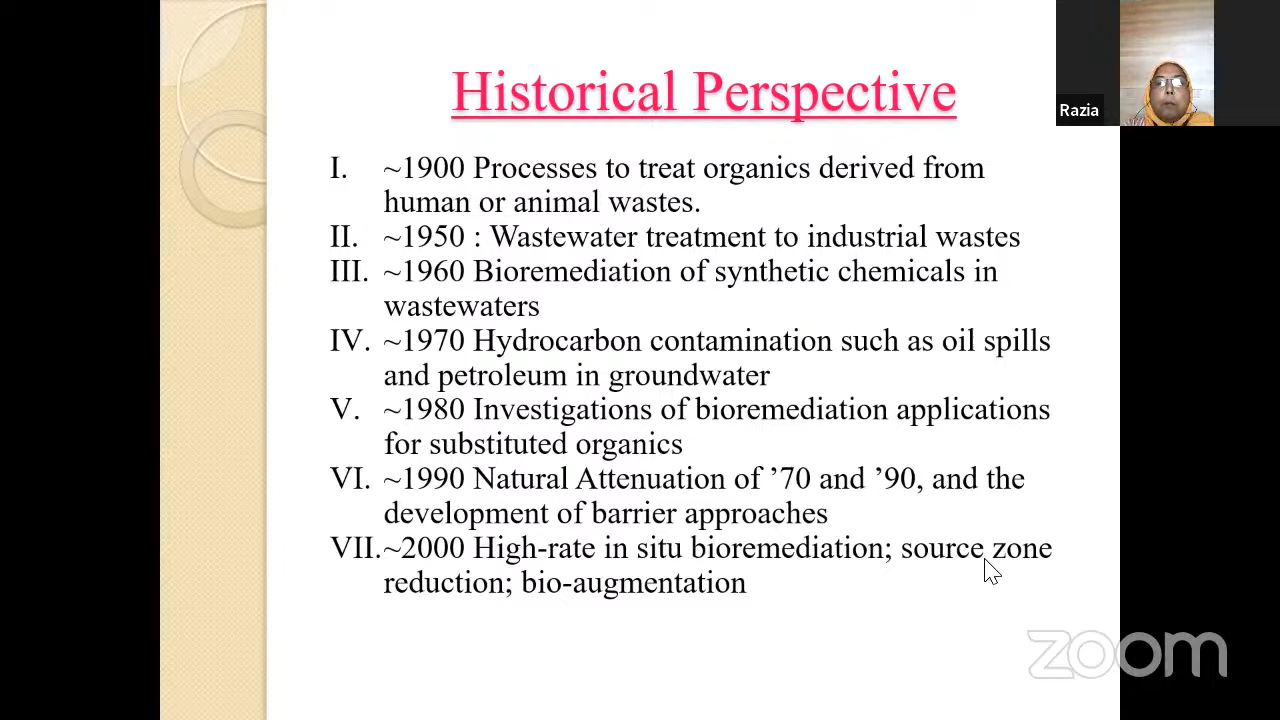 Historical Perspective
Razia
I. ~1900 Processes to treat organics derived from
human or animal wastes.
II. ~1950 : Wastewater treatment to industrial wastes
III. ~1960 Bioremediation of synthetic chemicals in
wastewaters
IV. ~1970 Hydrocarbon contamination such as oil spills
and petroleum in groundwater
V. ~1980 Investigations of bioremediation applications
for substituted organics
VI. ~1990 Natural Attenuation of ’70 and ’90, and the
development of barrier approaches
VII. ~2000 High-rate in situ bioremediation; source zone
reduction; bio-augmentation
zoom